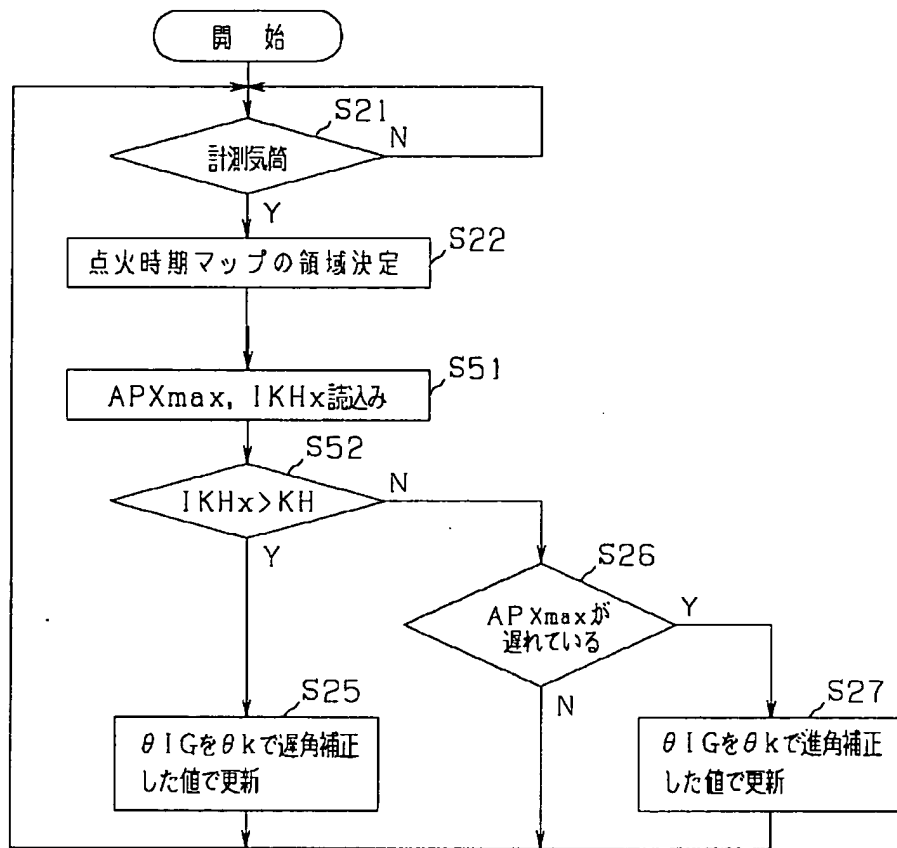 開 始
S21
計測気筒
N
Y
S22
点火時期マップの領域決定
S51
APXmax, IKHx読込み
S52
IKHx>KH
N
Y
S26
APXmaxが
遅れている
Y
N
S25
θIGをθkで遅角補正
した値で更新
S27
θIGをθkで進角補正
した値で更新